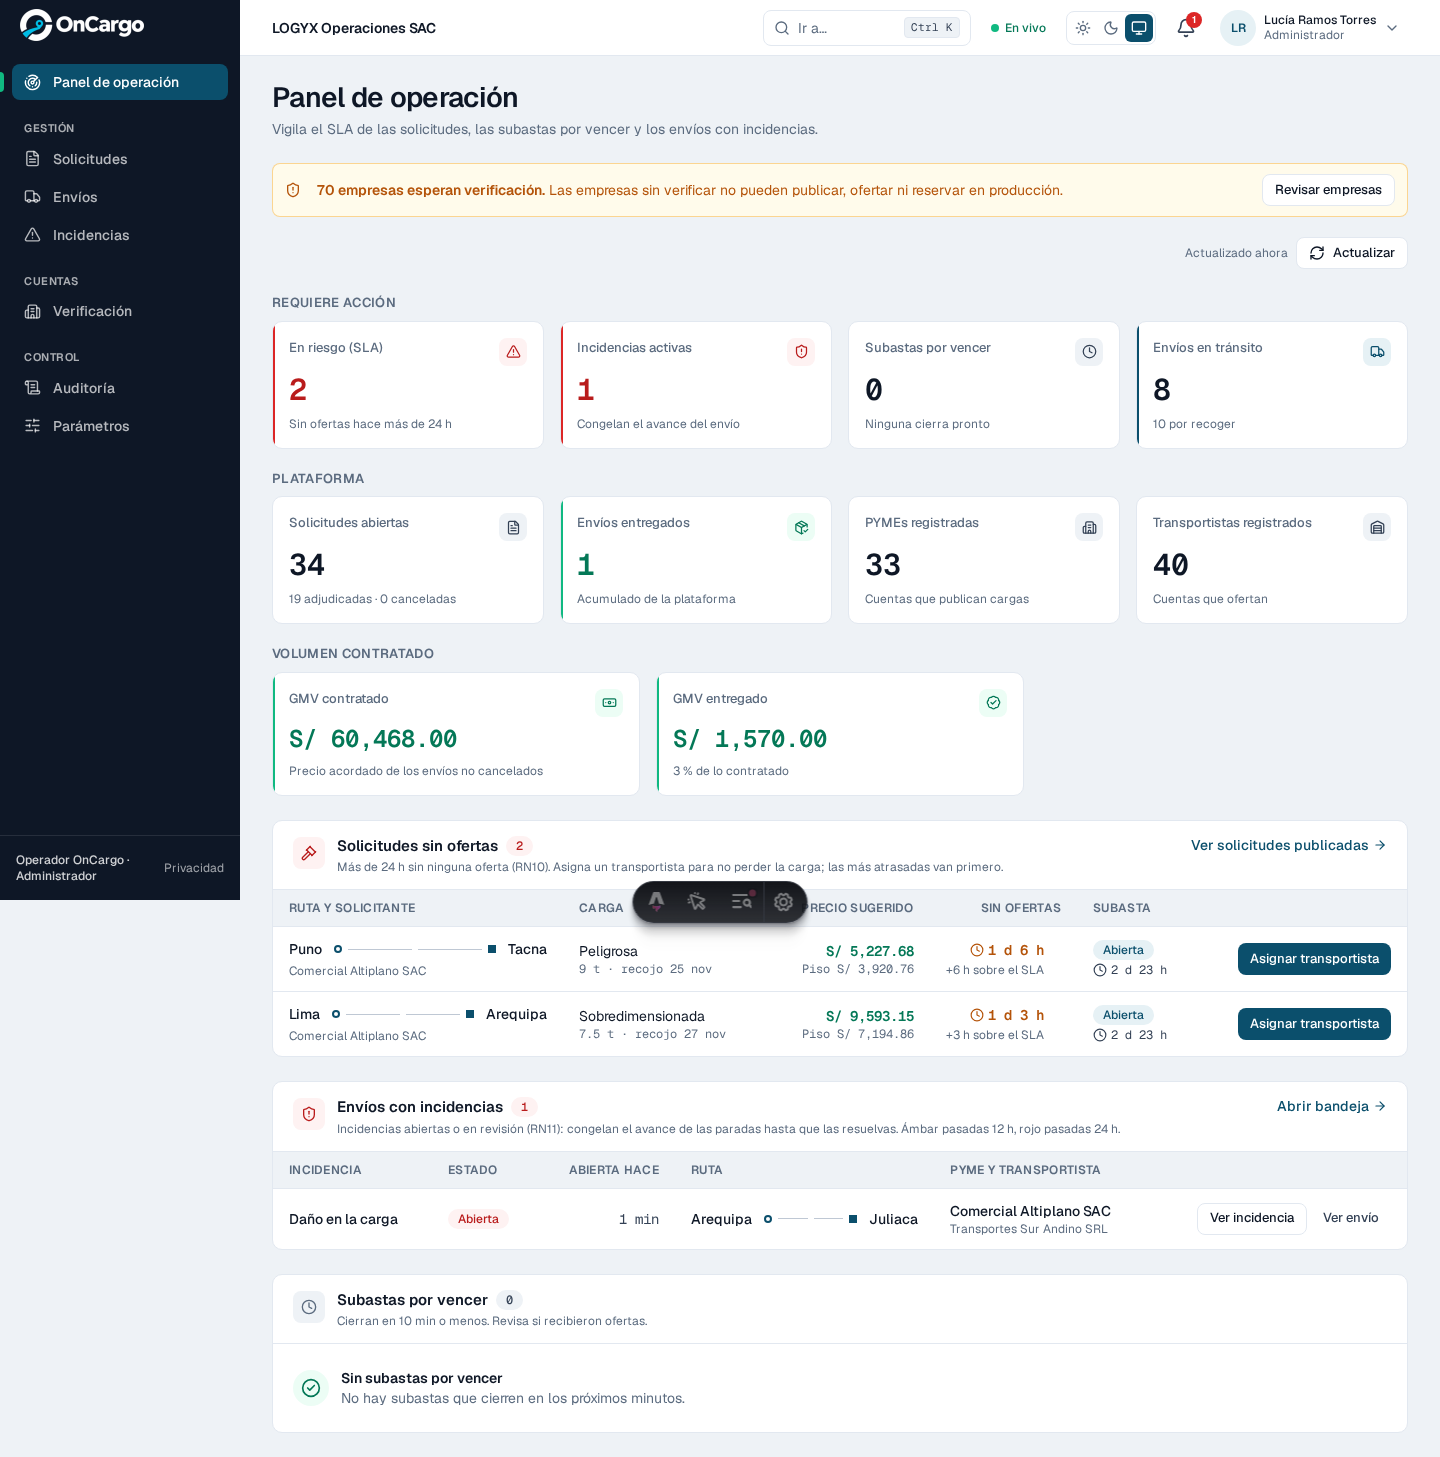 OnCargo
LOGYX Operaciones SAC
Ir a...
Ctrl K
En vivo
1
LR
Lucía Ramos Torres
Administrador
Panel de operación
GESTIÓN
Solicitudes
Envíos
Incidencias
CUENTAS
Verificación
CONTROL
Auditoría
Parámetros
Operador OnCargo ·
Administrador
Privacidad
Panel de operación
Vigila el SLA de las solicitudes, las subastas por vencer y los envíos con incidencias.
70 empresas esperan verificación. Las empresas sin verificar no pueden publicar, ofertar ni reservar en producción.
Revisar empresas
Actualizado ahora
Actualizar
REQUIERE ACCIÓN
En riesgo (SLA)
2
Sin ofertas hace más de 24 h
Incidencias activas
1
Congelan el avance del envío
Subastas por vencer
0
Ninguna cierra pronto
Envíos en tránsito
8
10 por recoger
PLATAFORMA
Solicitudes abiertas
34
19 adjudicadas · 0 canceladas
Envíos entregados
1
Acumulado de la plataforma
PYMEs registradas
33
Cuentas que publican cargas
Transportistas registrados
40
Cuentas que ofertan
VOLUMEN CONTRATADO
GMV contratado
S/ 60,468.00
Precio acordado de los envíos no cancelados
GMV entregado
S/ 1,570.00
3 % de lo contratado
Solicitudes sin ofertas 2
Ver solicitudes publicadas
Más de 24 h sin ninguna oferta (RN10). Asigna un transportista para no perder la carga; las más atrasadas van primero.
RUTA Y SOLICITANTE CARGA PRECIO SUGERIDO SIN OFERTAS SUBASTA
Puno Tacna Peligrosa S/ 5,227.68 1 d 6 h Abierta Asignar transportista
Comercial Altiplano SAC 9 t · recojo 25 nov Piso S/ 3,920.76 +6 h sobre el SLA 2 d 23 h
Lima Arequipa Sobredimensionada S/ 9,593.15 1 d 3 h Abierta Asignar transportista
Comercial Altiplano SAC 7.5 t · recojo 27 nov Piso S/ 7,194.86 +3 h sobre el SLA 2 d 23 h
Envíos con incidencias 1
Abrir bandeja
Incidencias abiertas o en revisión (RN11): congelan el avance de las paradas hasta que las resuelvas. Ámbar pasadas 12 h, rojo pasadas 24 h.
INCIDENCIA ESTADO ABIERTA HACE RUTA PYME Y TRANSPORTISTA
Daño en la carga Abierta 1 min Arequipa Juliaca Comercial Altiplano SAC Ver incidencia Ver envío
Transportes Sur Andino SRL
Subastas por vencer 0
Cierran en 10 min o menos. Revisa si recibieron ofertas.
Sin subastas por vencer
No hay subastas que cierren en los próximos minutos.